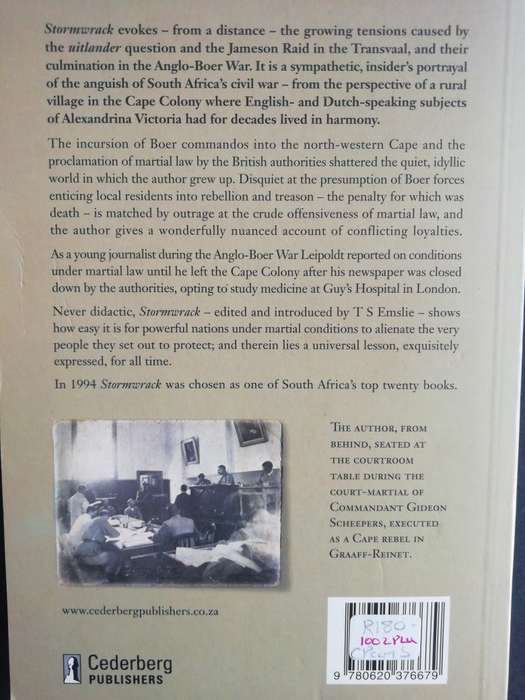 Stormwrack evokes – from a distance – the growing tensions caused by
the uitlander question and the Jameson Raid in the Transvaal, and their
culmination in the Anglo-Boer War. It is a sympathetic, insider's portrayal
of the anguish of South Africa's civil war – from the perspective of a rural
village in the Cape Colony where English- and Dutch-speaking subjects
of Alexandrina Victoria had for decades lived in harmony.
The incursion of Boer commandos into the north-western Cape and the
proclamation of martial law by the British authorities shattered the quiet, idyllic
world in which the author grew up. Disquiet at the presumption of Boer forces
enticing local residents into rebellion and treason – the penalty for which was
death – is matched by outrage at the crude offensiveness of martial law, and
the author gives a wonderfully nuanced account of conflicting loyalties.
As a young journalist during the Anglo-Boer War Leipoldt reported on conditions
under martial law until he left the Cape Colony after his newspaper was closed
down by the authorities, opting to study medicine at Guy's Hospital in London.
Never didactic, Stormwrack – edited and introduced by T S Emslie – shows
how easy it is for powerful nations under martial conditions to alienate the very
people they set out to protect; and therein lies a universal lesson, exquisitely
expressed, for all time.
In 1994 Stormwrack was chosen as one of South Africa's top twenty books.
The author, from
behind, seated at
the courtroom
table during the
court-martial of
Commandant Gideon
Scheepers, executed
as a Cape rebel in
Graaff-Reinet.
www.cederbergpublishers.co.za
Cederberg
PUBLISHERS
R180-
9 780620 376679